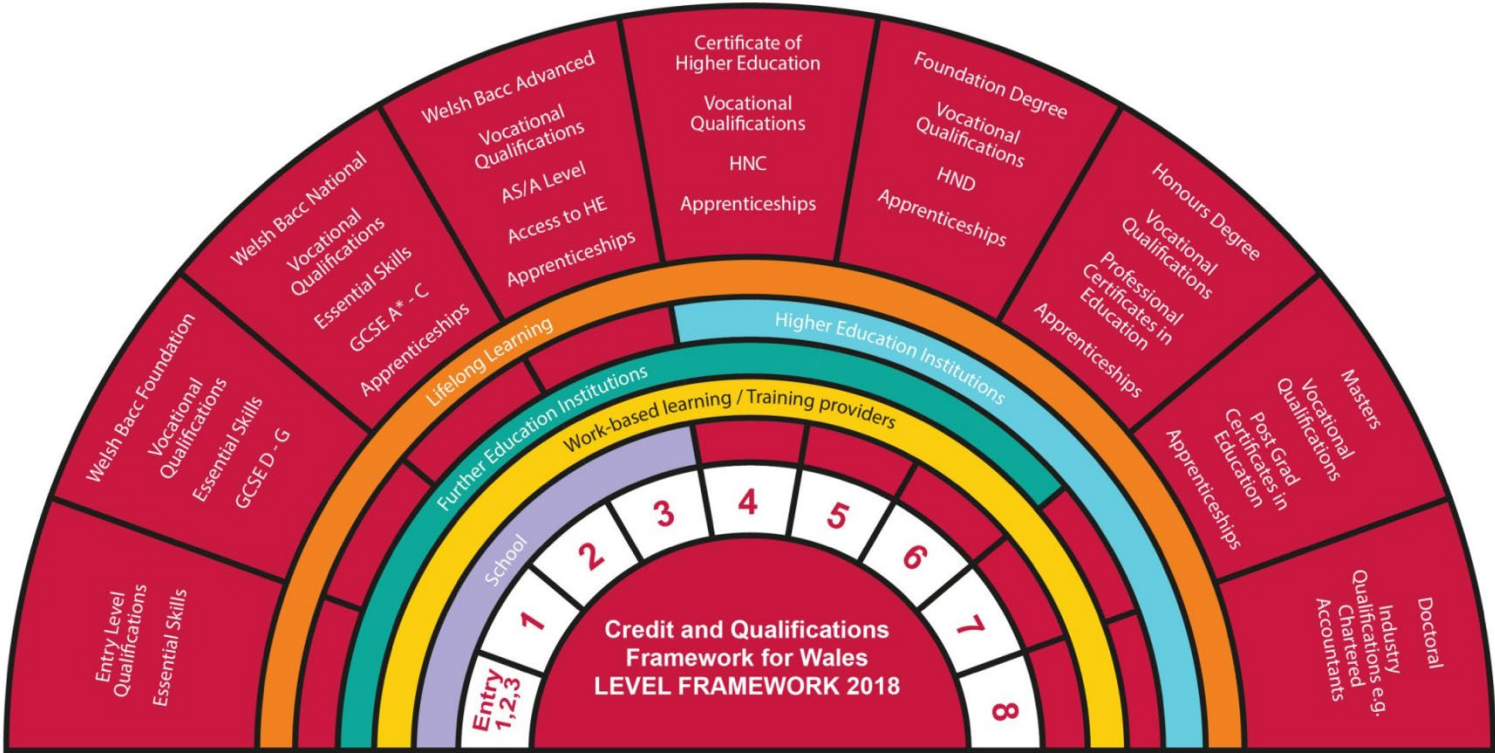 Entry Level
Qualifications
Essential Skills
Welsh Bacc Foundation
Vocational
Qualifications
Essential Skills
GCSE D - G
Welsh Bacc National
Vocational
Qualifications
Essential Skills
GCSE A* - C
Apprenticeships
Welsh Bacc Advanced
Vocational
Qualifications
AS/A Level
Access to HE
Apprenticeships
Certificate of
Higher Education
Vocational
Qualifications
HNC
Apprenticeships
Foundation Degree
Vocational
Qualifications
HND
Apprenticeships
Honours Degree
Vocational
Qualifications
Professional
Certificates in
Education
Apprenticeships
Masters
Vocational
Qualifications
Post Grad
Certificates in
Education
Apprenticeships
Doctoral
Industry
Qualifications e.g.
Chartered
Accountants
Lifelong Learning
Higher Education Institutions
Further Education Institutions
Work-based learning / Training providers
School
Entry
1,2,3
1
2
3
4
5
6
7
8
Credit and Qualifications
Framework for Wales
LEVEL FRAMEWORK 2018